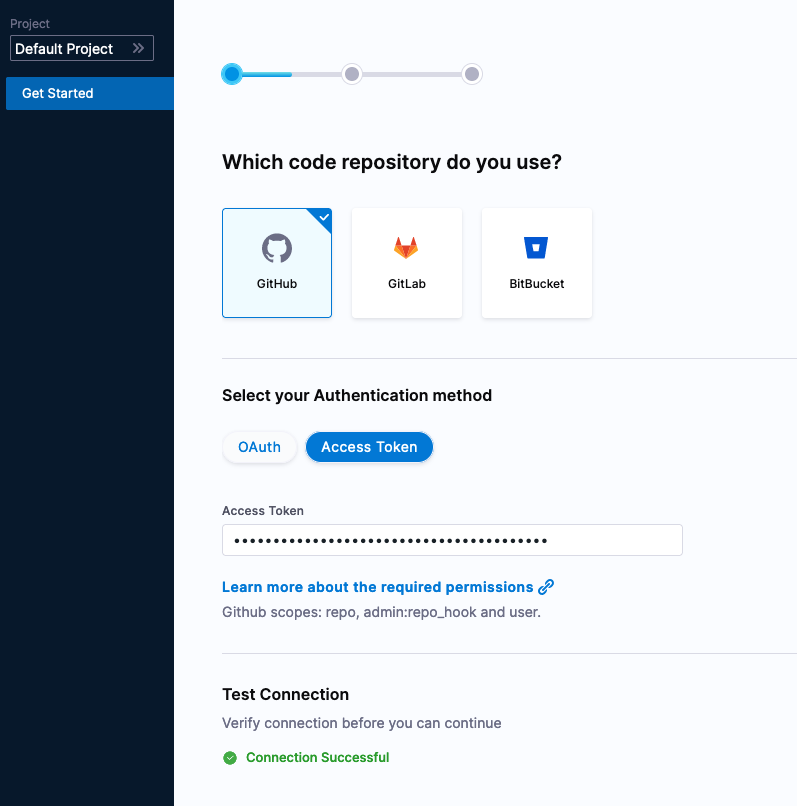 Project
Default Project
Get Started
Which code repository do you use?
GitHub
GitLab
BitBucket
Select your Authentication method
OAuth
Access Token
Access Token
••••••••••••••••••••••••••••••••••••••••
Learn more about the required permissions
Github scopes: repo, admin:repo_hook and user.
Test Connection
Verify connection before you can continue
Connection Successful